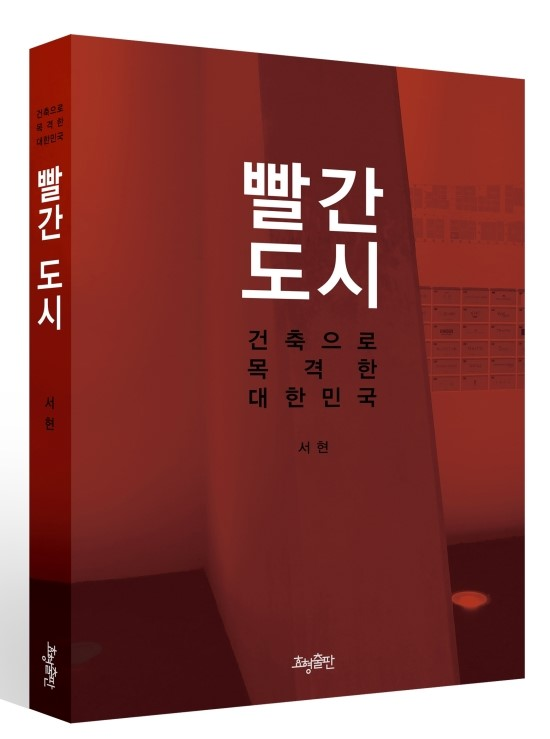 건축으로
목격한
대한민국
빨간 도시
서현
효형출판
빨간
도시
건축으로
목격한
대한민국
서현
효형출판